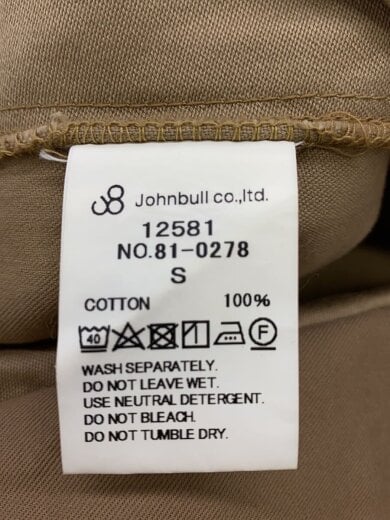 Johnbull co.,ltd.
12581
NO.81-0278
S
COTTON 100%
40 F
WASH SEPARATELY.
DO NOT LEAVE WET.
USE NEUTRAL DETERGENT.
DO NOT BLEACH.
DO NOT TUMBLE DRY.